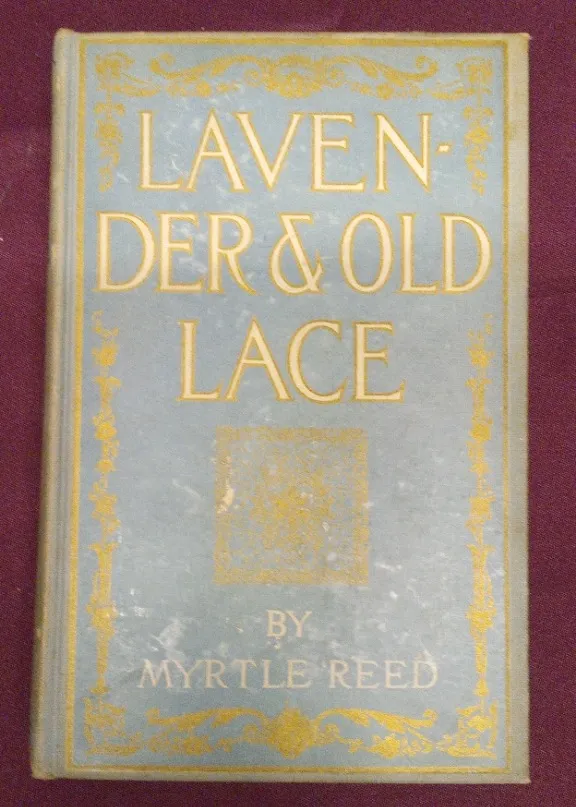 LAVEN-
DER & OLD
LACE
BY
MYRTLE REED